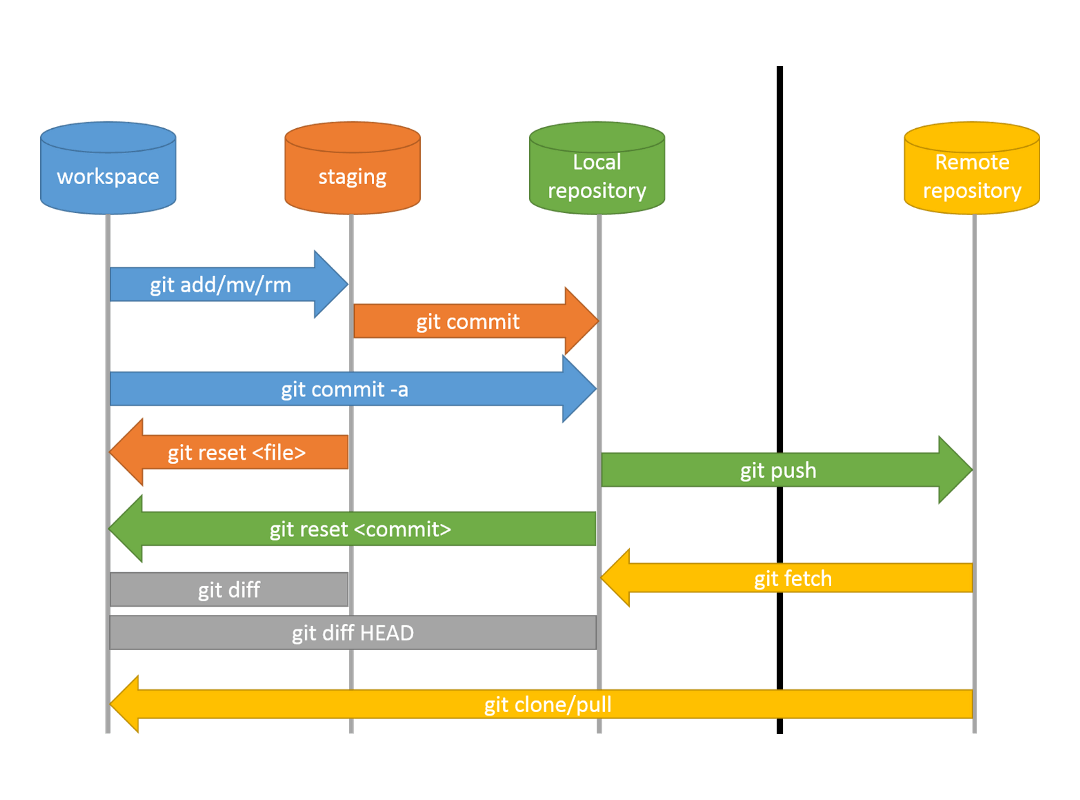 workspace
staging
Local
repository
Remote
repository
git add/mv/rm
git commit
git commit -a
git reset <file>
git push
git reset <commit>
git fetch
git diff
git diff HEAD
git clone/pull